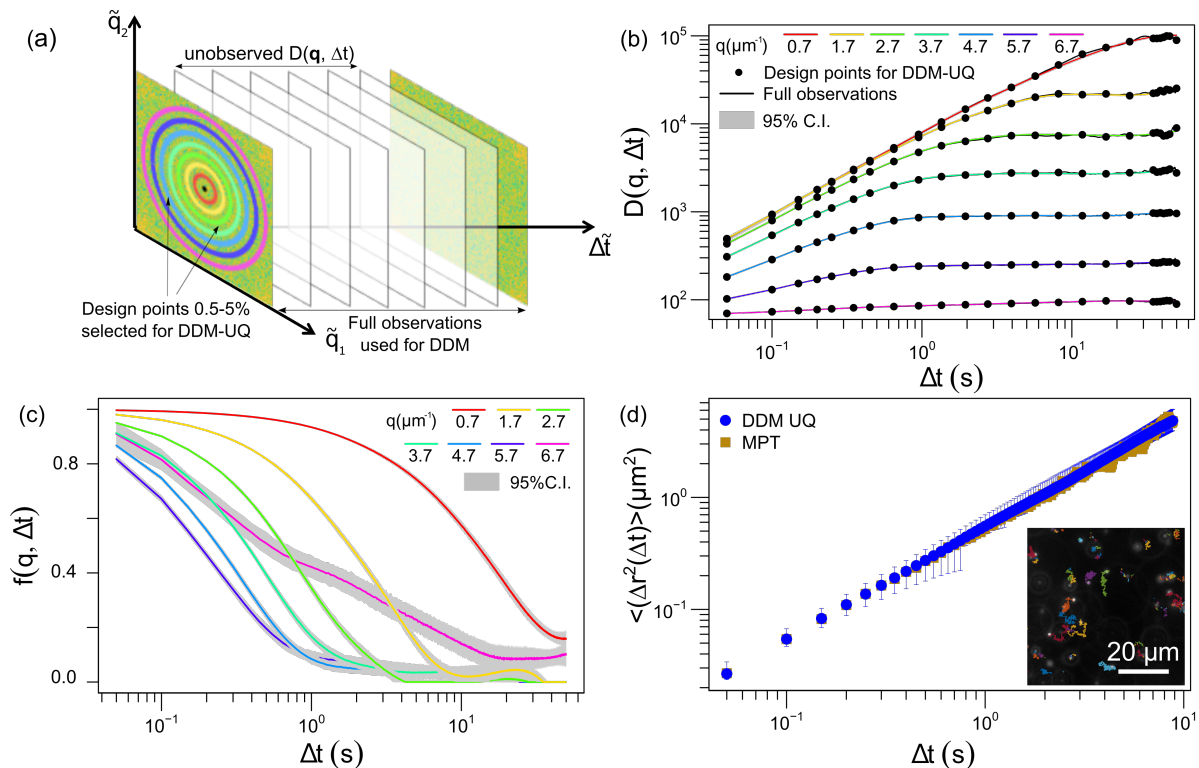 (a)
q̃₂
unobserved D(q, Δt)
Δt̃
Design points 0.5-5%
selected for DDM-UQ
q̃₁
Full observations
used for DDM
(b)
q(μm⁻¹)
0.7 1.7 2.7 3.7 4.7 5.7 6.7
Design points for DDM-UQ
Full observations
95% C.I.
D(q, Δt)
10⁵
10⁴
10³
10²
10⁻¹ 10⁰ 10¹
Δt (s)
(c)
q(μm⁻¹)
0.7 1.7 2.7
3.7 4.7 5.7 6.7
95%C.I.
f(q, Δt)
0.8
0.4
0.0
10⁻¹ 10⁰ 10¹
Δt (s)
(d)
DDM UQ
MPT
<(Δr²(Δt)>(μm²)
10⁰
10⁻¹
20 μm
10⁻¹ 10⁰ 10¹
Δt (s)